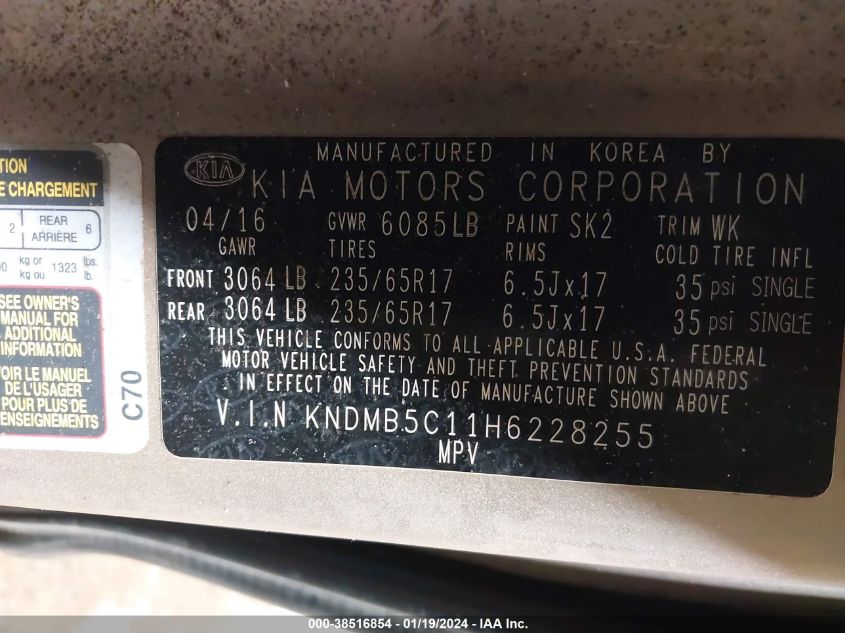 TION
E CHARGEMENT
2 REAR 6
ARRIÈRE
0 kg or 1323 lbs.
kg ou lb.
SEE OWNER'S
MANUAL FOR
ADDITIONAL
INFORMATION
VOIR LE MANUEL
DE L'USAGER
POUR PLUS DE
RENSEIGNEMENTS
C70
KIA
MANUFACTURED IN KOREA BY
KIA MOTORS CORPORATION
04/16 GVWR 6085LB PAINT SK2 TRIM WK
GAWR TIRES RIMS COLD TIRE INFL
FRONT 3064 LB 235/65R17 6.5Jx17 35 psi SINGLE
REAR 3064 LB 235/65R17 6.5Jx17 35 psi SINGLE
THIS VEHICLE CONFORMS TO ALL APPLICABLE U.S.A. FEDERAL
MOTOR VEHICLE SAFETY AND THEFT PREVENTION STANDARDS
IN EFFECT ON THE DATE OF MANUFACTURE SHOWN ABOVE
V.I.N KNDMB5C11H6228255
MPV
000-38516854 - 01/19/2024 - IAA Inc.